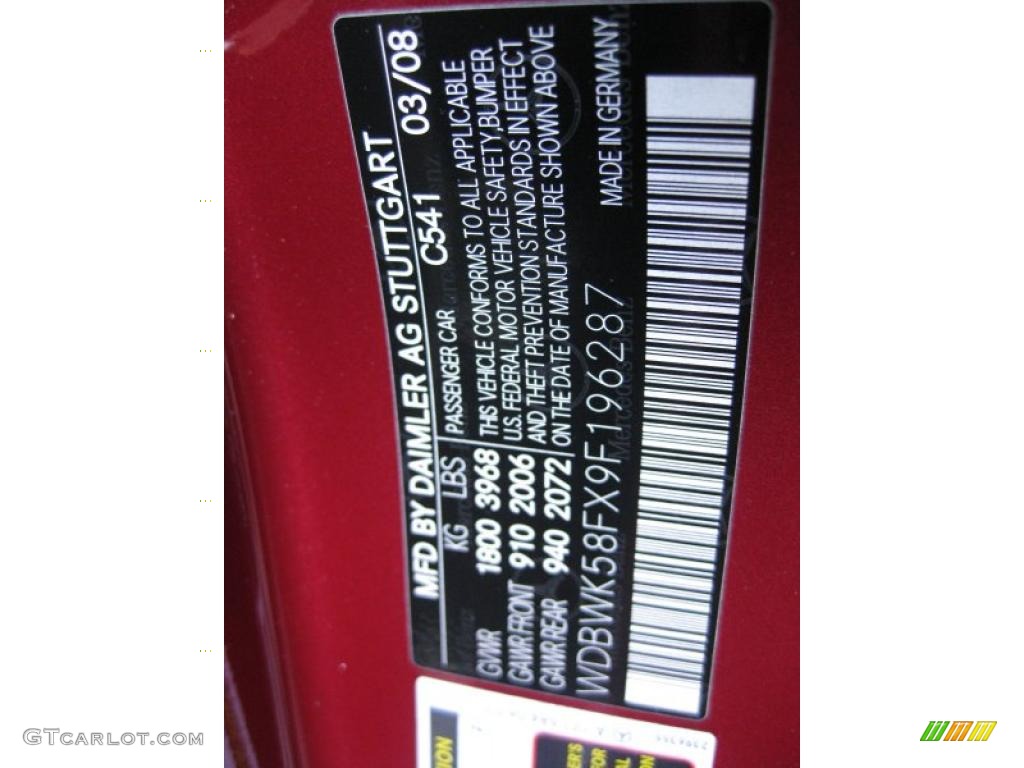 MFD BY DAIMLER AG STUTTGART
C541 03/08
KG LBS PASSENGER CAR
GVWR 1800 3968
GAWR FRONT 910 2006
GAWR REAR 940 2072
THIS VEHICLE CONFORMS TO ALL APPLICABLE
U.S. FEDERAL MOTOR VEHICLE SAFETY, BUMPER
AND THEFT PREVENTION STANDARDS IN EFFECT
ON THE DATE OF MANUFACTURE SHOWN ABOVE
WDBWK58FX9F196287
MADE IN GERMANY
Mercedes-Benz
GTCARLOT.COM